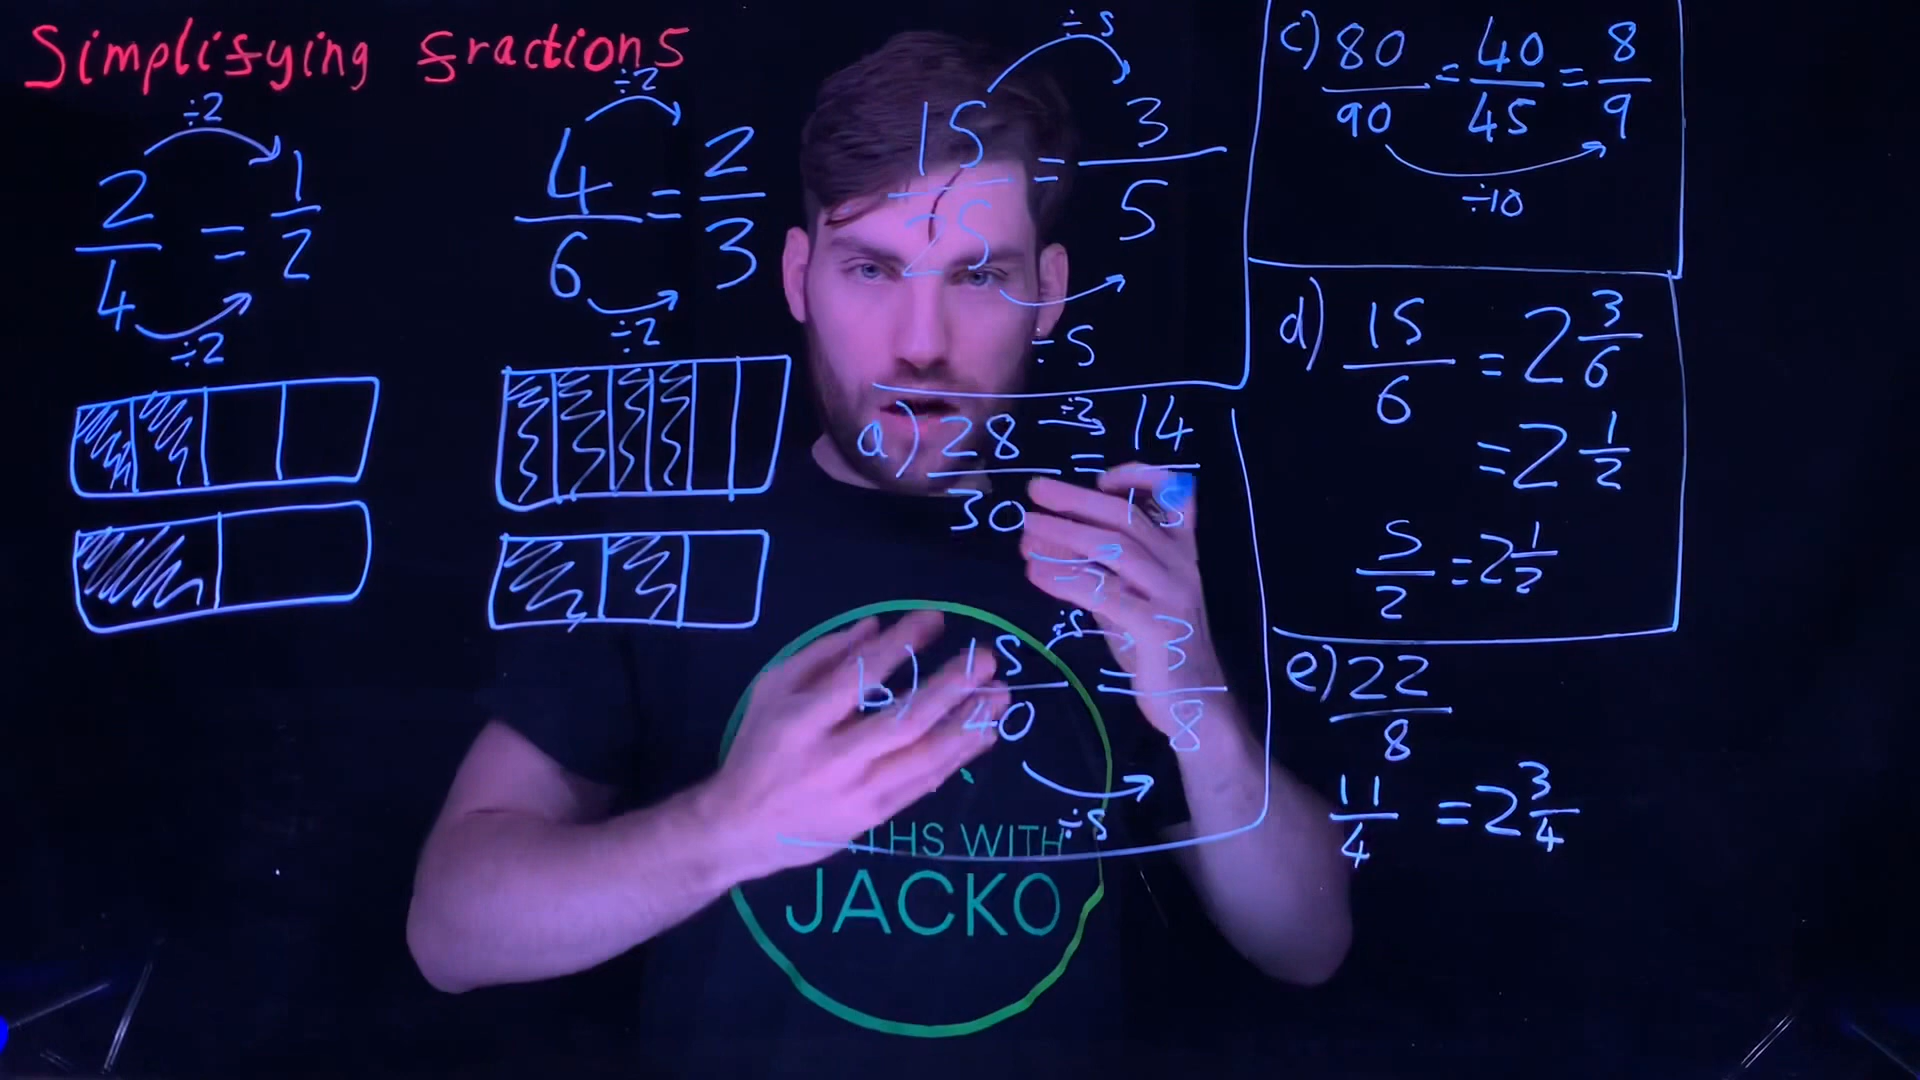 Simplifying fractions
÷2
2/4 = 1/2
÷2
÷2
4/6 = 2/3
÷2
÷5
15/25 = 3/5
÷5
a) 28/30 = 14/15
÷2
÷2
b) 15/40 = 3/8
÷5
÷5
c) 80/90 = 40/45 = 8/9
÷10
d) 15/6 = 2 3/6
= 2 1/2
5/2 = 2 1/2
e) 22/8
11/4 = 2 3/4
THS WITH
JACKO